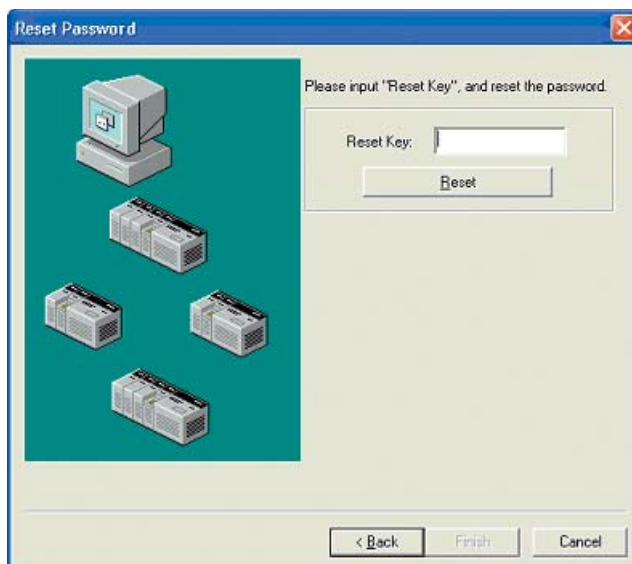 Reset Password
Please input "Reset Key", and reset the password.
Reset Key:
Reset
< Back
Finish
Cancel